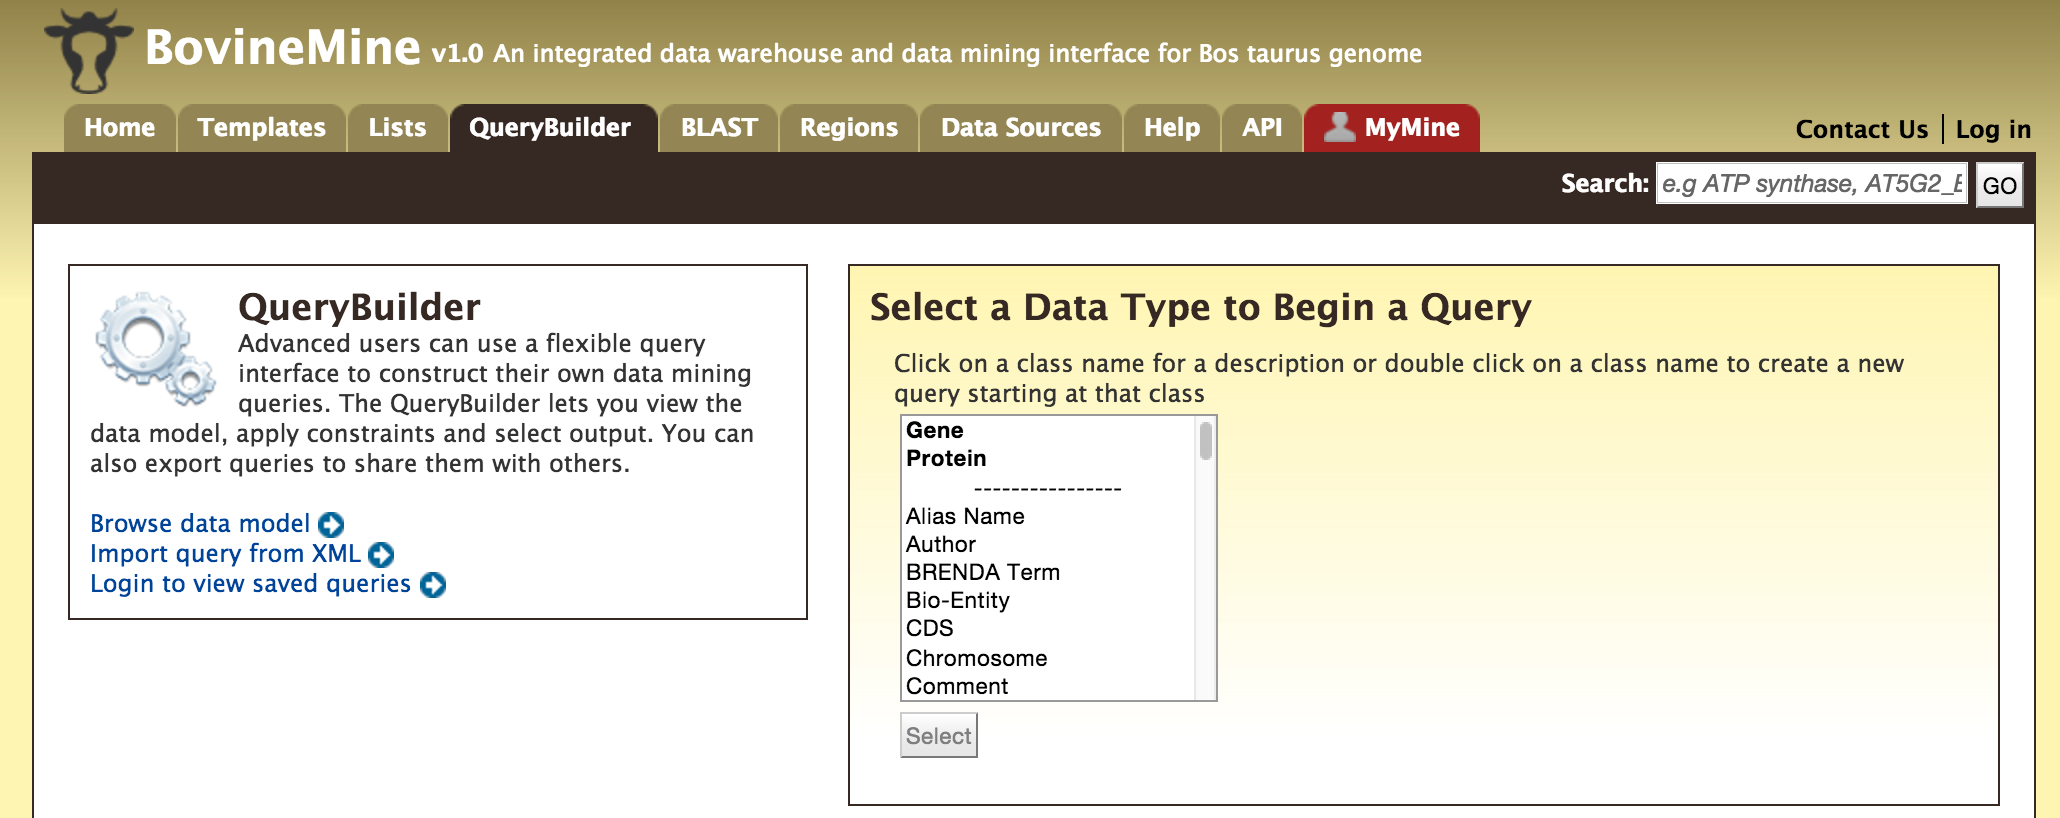 BovineMine v1.0 An integrated data warehouse and data mining interface for Bos taurus genome
Home Templates Lists QueryBuilder BLAST Regions Data Sources Help API MyMine Contact Us | Log in
Search: e.g ATP synthase, AT5G2_ GO
QueryBuilder
Advanced users can use a flexible query
interface to construct their own data mining
queries. The QueryBuilder lets you view the
data model, apply constraints and select output. You can
also export queries to share them with others.
Browse data model
Import query from XML
Login to view saved queries
Select a Data Type to Begin a Query
Click on a class name for a description or double click on a class name to create a new
query starting at that class
Gene
Protein
----------------
Alias Name
Author
BRENDA Term
Bio-Entity
CDS
Chromosome
Comment
Select